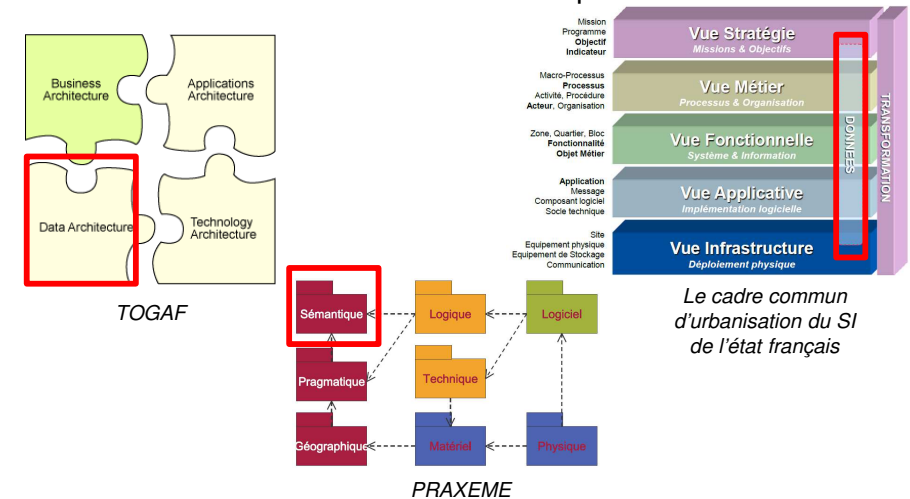 Business
Architecture
Applications
Architecture
Data Architecture
Technology
Architecture
TOGAF
Mission
Programme
Objectif
Indicateur
Vue Stratégie
Missions & Objectifs
Macro-Processus
Processus
Activité, Procédure
Acteur, Organisation
Vue Métier
Processus & Organisation
Zone, Quartier, Bloc
Fonctionnalité
Objet Métier
Vue Fonctionnelle
Système & Information
Application
Message
Composant logiciel
Socle technique
Vue Applicative
Implémentation logicielle
Site
Equipement physique
Equipement de Stockage
Communication
Vue Infrastructure
Déploiement physique
DONNEES
TRANSFORMATION
Le cadre commun
d'urbanisation du SI
de l'état français
Sémantique
Logique
Logiciel
Pragmatique
Technique
Géographique
Matériel
Physique
PRAXEME